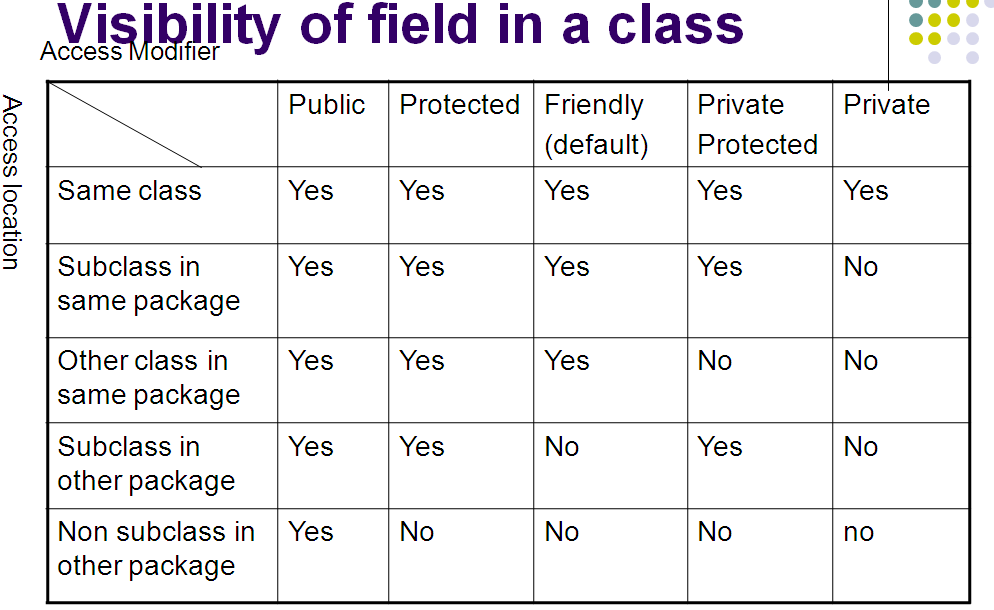 Visibility of field in a class
Access Modifier
Access location
Public Protected Friendly (default) Private Protected Private
Same class Yes Yes Yes Yes Yes
Subclass in same package Yes Yes Yes Yes No
Other class in same package Yes Yes Yes No No
Subclass in other package Yes Yes No Yes No
Non subclass in other package Yes No No No no